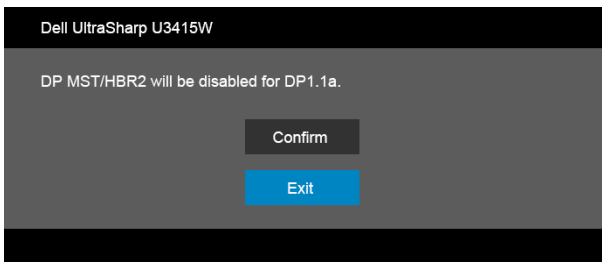 Dell UltraSharp U3415W
DP MST/HBR2 will be disabled for DP1.1a.
Confirm
Exit